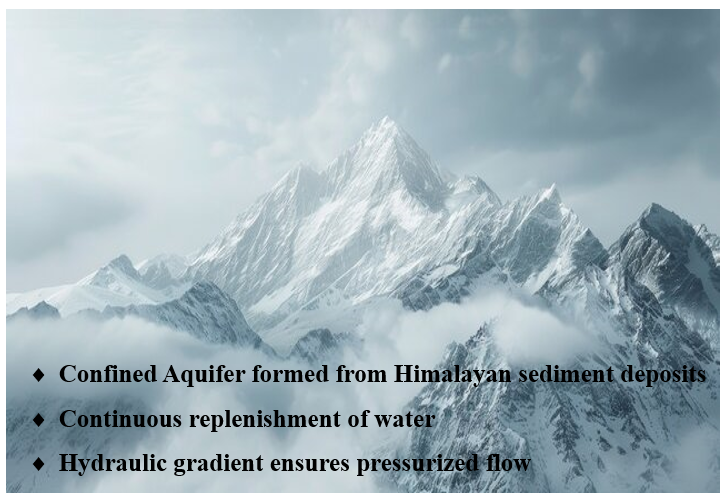 ♦ Confined Aquifer formed from Himalayan sediment deposits
♦ Continuous replenishment of water
♦ Hydraulic gradient ensures pressurized flow